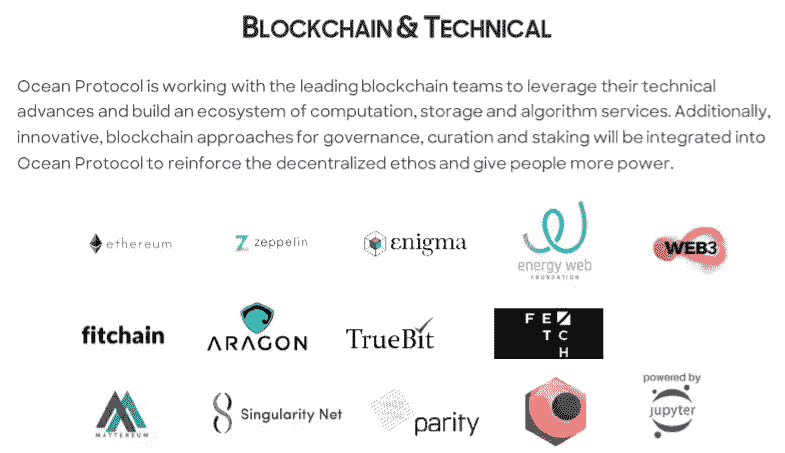 BLOCKCHAIN & TECHNICAL
Ocean Protocol is working with the leading blockchain teams to leverage their technical
advances and build an ecosystem of computation, storage and algorithm services. Additionally,
innovative, blockchain approaches for governance, curation and staking will be integrated into
Ocean Protocol to reinforce the decentralized ethos and give people more power.
ethereum
zeppelin
enigma
energy web
FOUNDATION
WEB3
fitchain
ARAGON
TrueBit
FETCH
MATTEREUM
Singularity Net
parity
powered by
jupyter